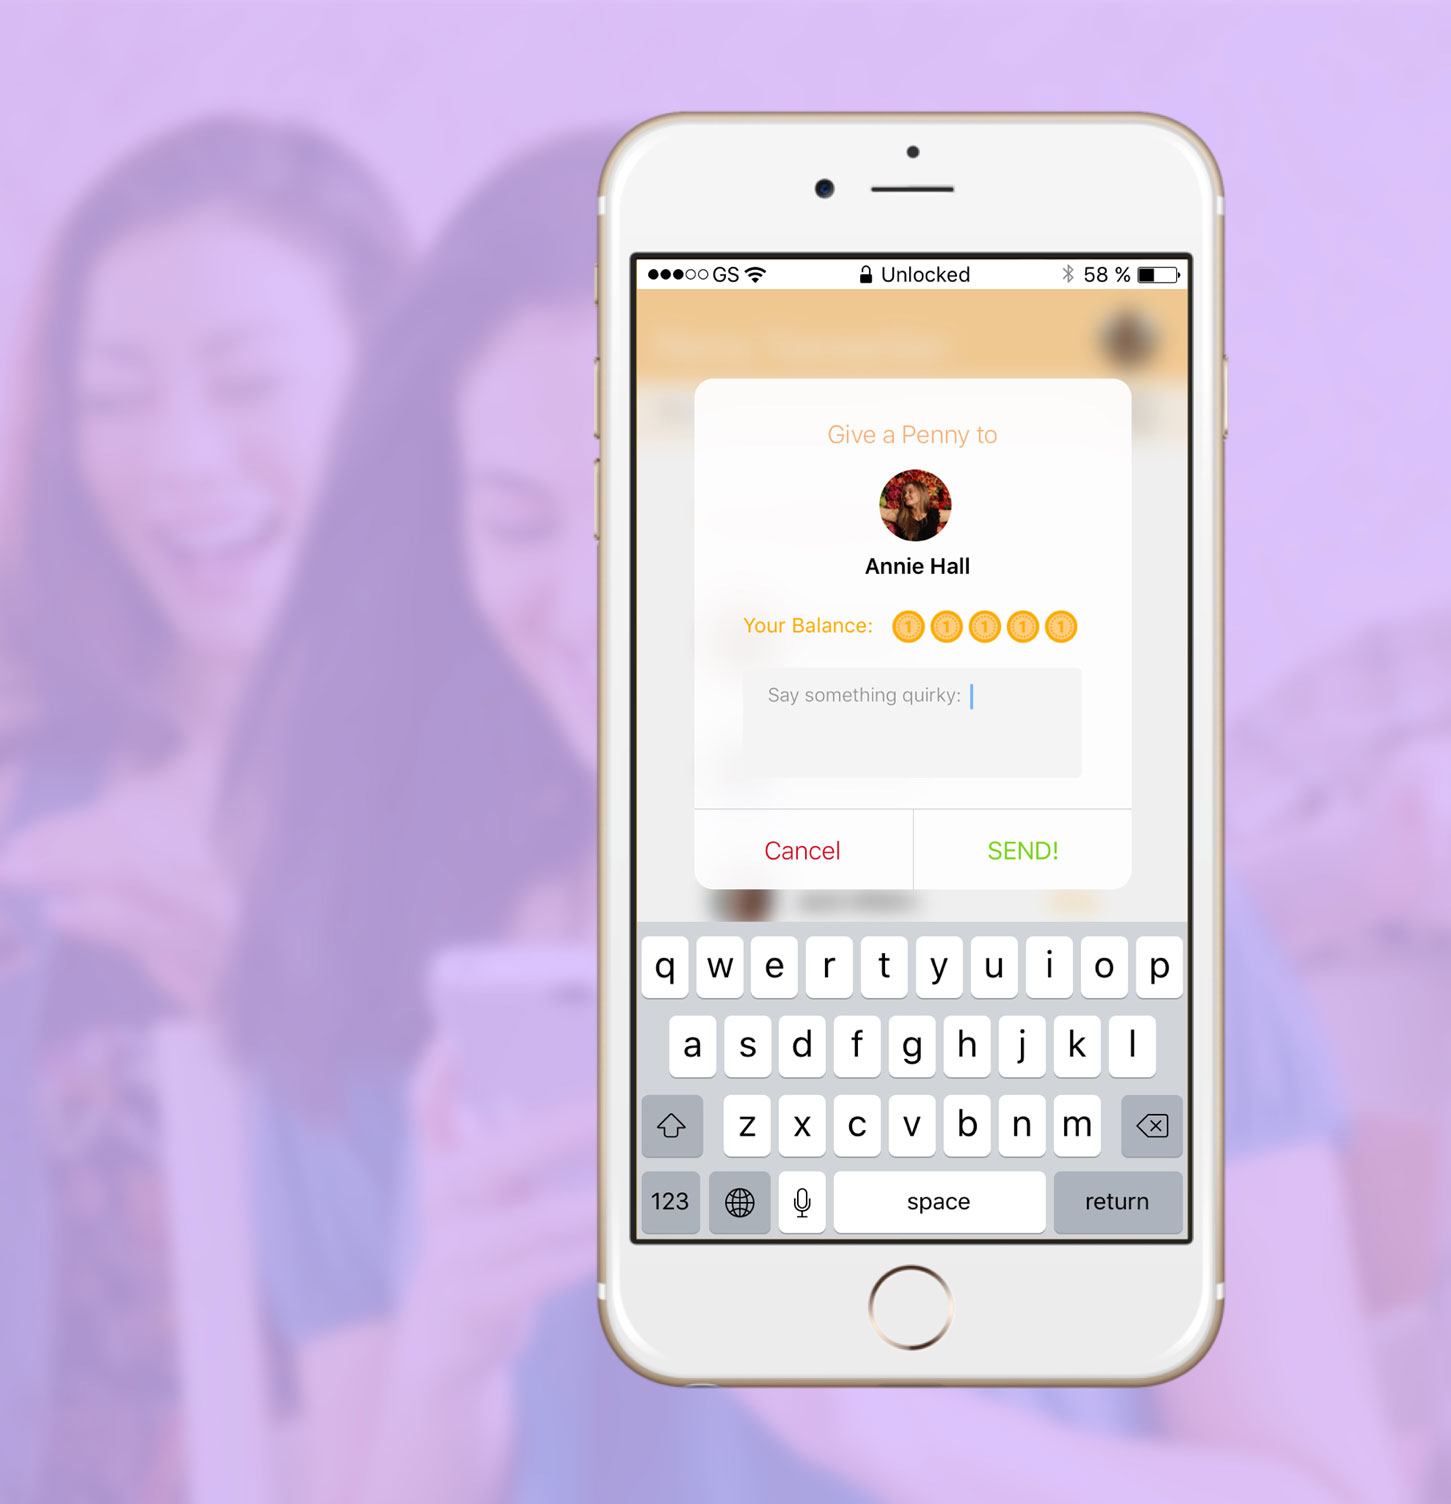 GS Unlocked 58 %
Give a Penny to
Annie Hall
Your Balance: 1 1 1 1 1
Say something quirky:
Cancel SEND!
q w e r t y u i o p
a s d f g h j k l
z x c v b n m
123 space return